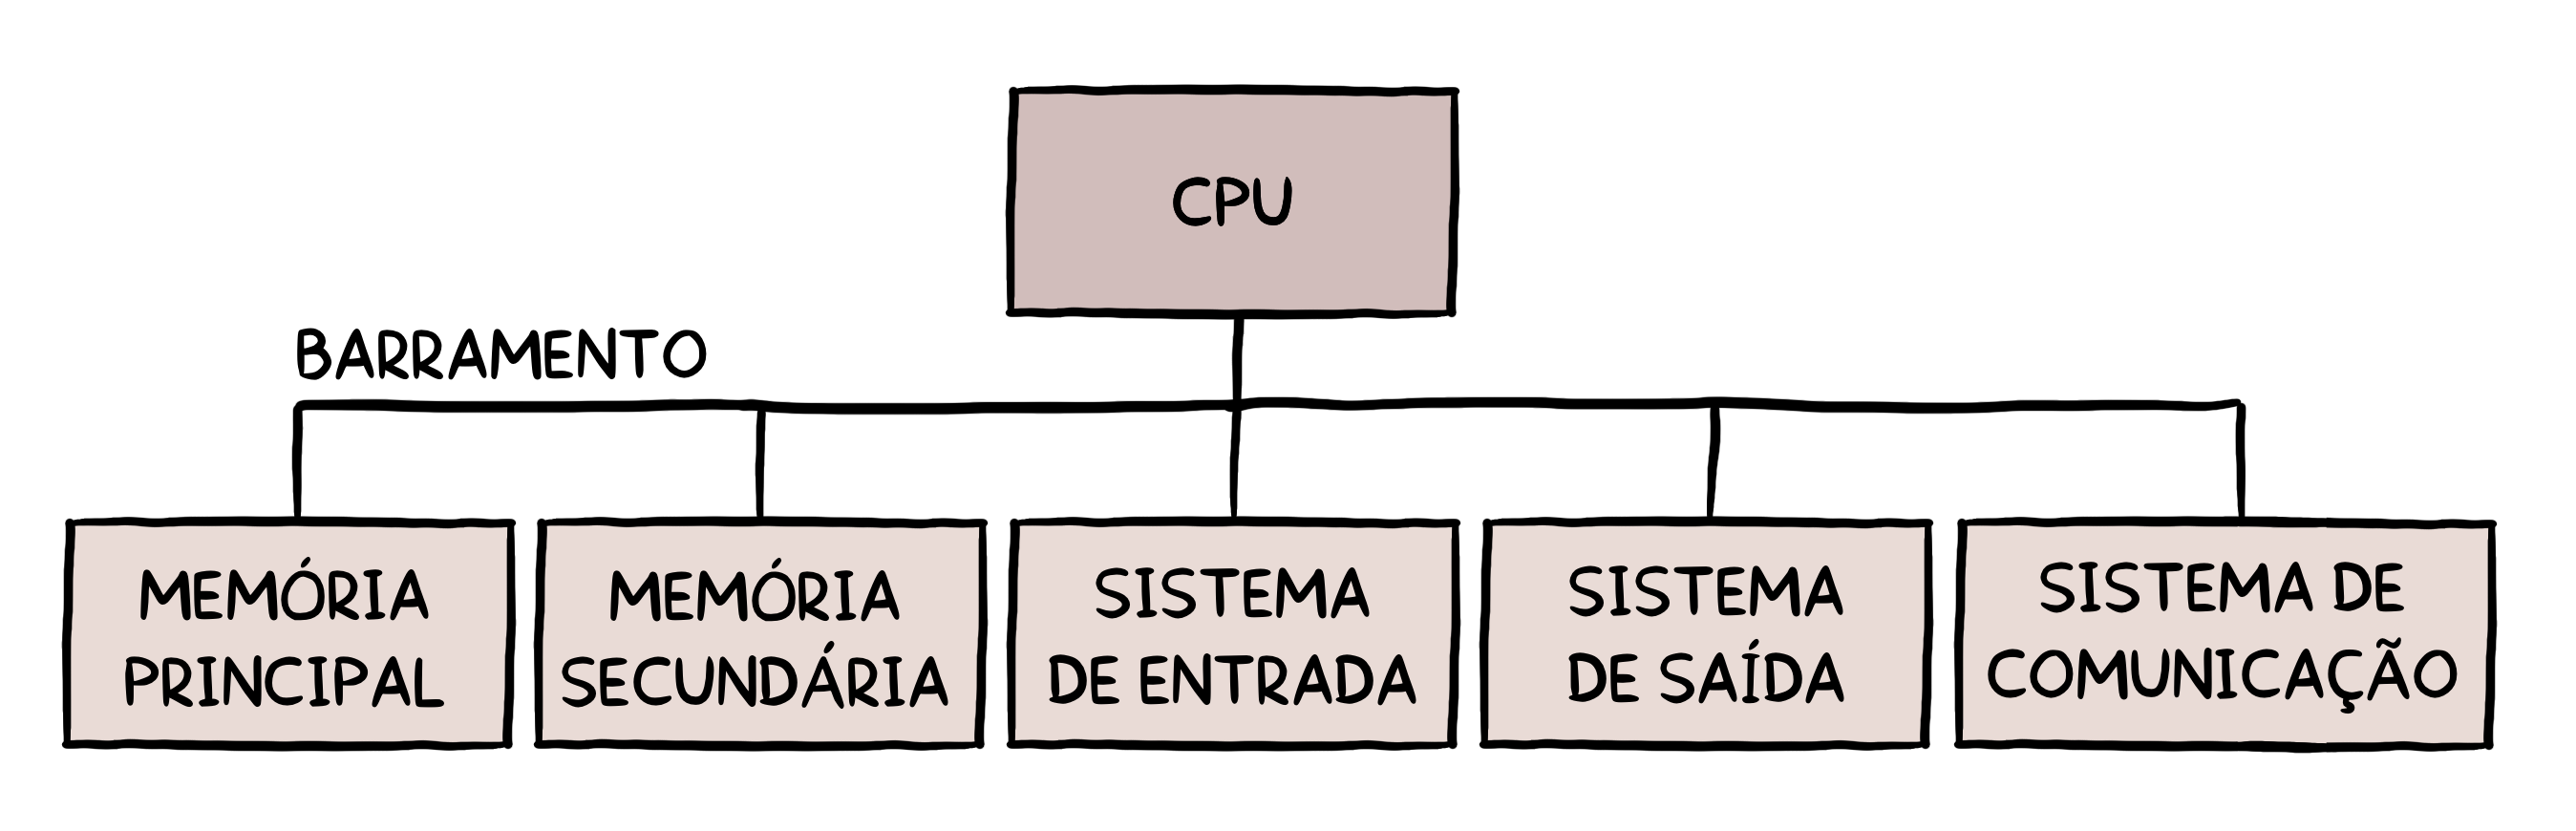 CPU
BARRAMENTO
MEMÓRIA
PRINCIPAL
MEMÓRIA
SECUNDÁRIA
SISTEMA
DE ENTRADA
SISTEMA
DE SAÍDA
SISTEMA DE
COMUNICAÇÃO